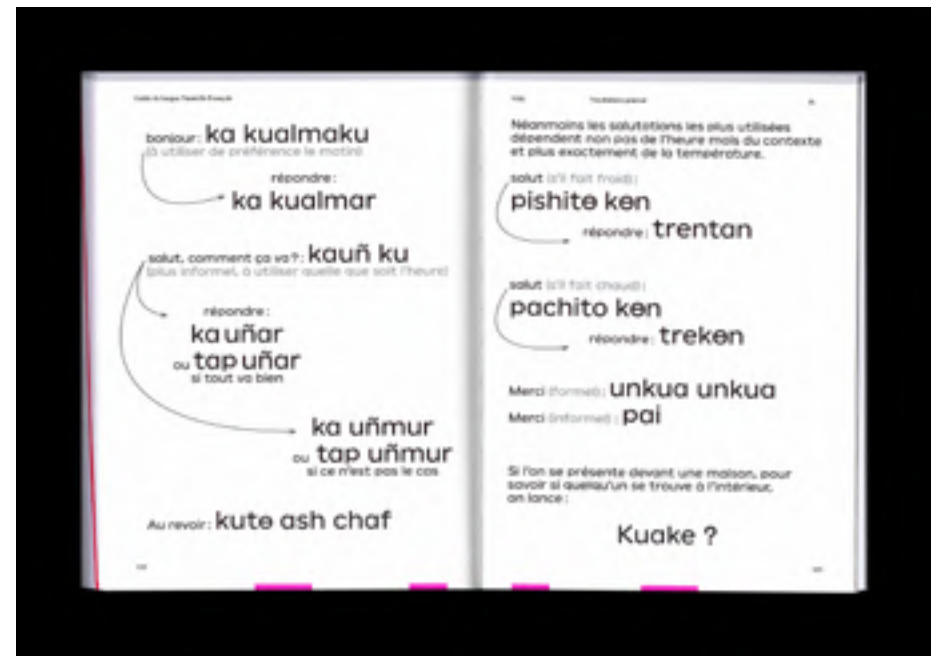 bonjour : ka kualmaku
(à utiliser de préférence le matin)
répondre :
ka kualmar
salut, comment ça va ? : kauñ ku
(plus informel, à utiliser quelle que soit l'heure)
répondre :
ka uñar
ou tap uñar
si tout va bien
ka uñmur
ou tap uñmur
si ce n'est pas le cas
Au revoir : kutɵ ash chaf
Néanmoins les salutations les plus utilisées
dépendent non pas de l'heure mais du contexte
et plus exactement de la température.
salut (s'il fait froid) :
pishitɵ kɵn
répondre : trentan
salut (s'il fait chaud) :
pachito kɵn
répondre : trekɵn
Merci (formel) : unkua unkua
Merci (informel) : pai
Si l'on se présente devant une maison, pour
savoir si quelqu'un se trouve à l'intérieur,
on lance :
Kuake ?